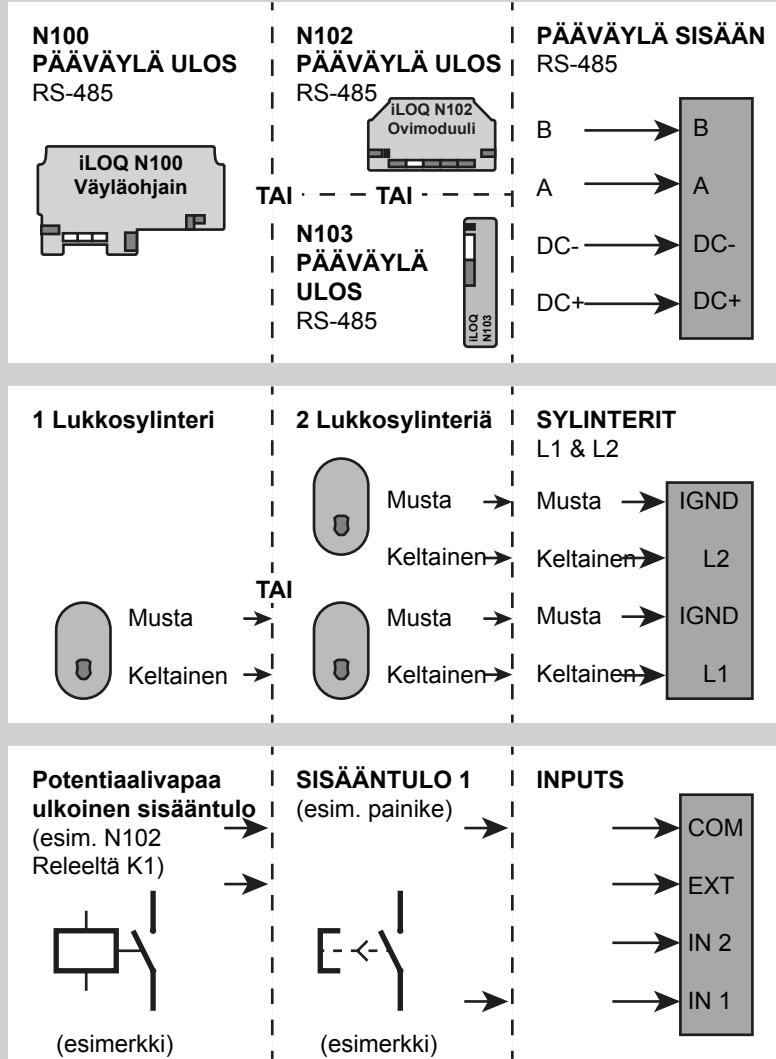 N100
PÄÄVÄYLÄ ULOS
RS-485
iLOQ N100
Väyläohjain
N102
PÄÄVÄYLÄ ULOS
RS-485
iLOQ N102
Ovimoduuli
TAI
TAI
N103
PÄÄVÄYLÄ
ULOS
RS-485
iLOQ
N103
PÄÄVÄYLÄ SISÄÄN
RS-485
B
B
A
A
DC-
DC-
DC+
DC+
1 Lukkosylinteri
Musta
Keltainen
TAI
2 Lukkosylinteriä
Musta
Keltainen
Musta
Keltainen
SYLINTERIT
L1 & L2
Musta
IGND
Keltainen
L2
Musta
IGND
Keltainen
L1
Potentiaalivapaa
ulkoinen sisääntulo
(esim. N102
Releeltä K1)
(esimerkki)
SISÄÄNTULO 1
(esim. painike)
(esimerkki)
INPUTS
COM
EXT
IN 2
IN 1